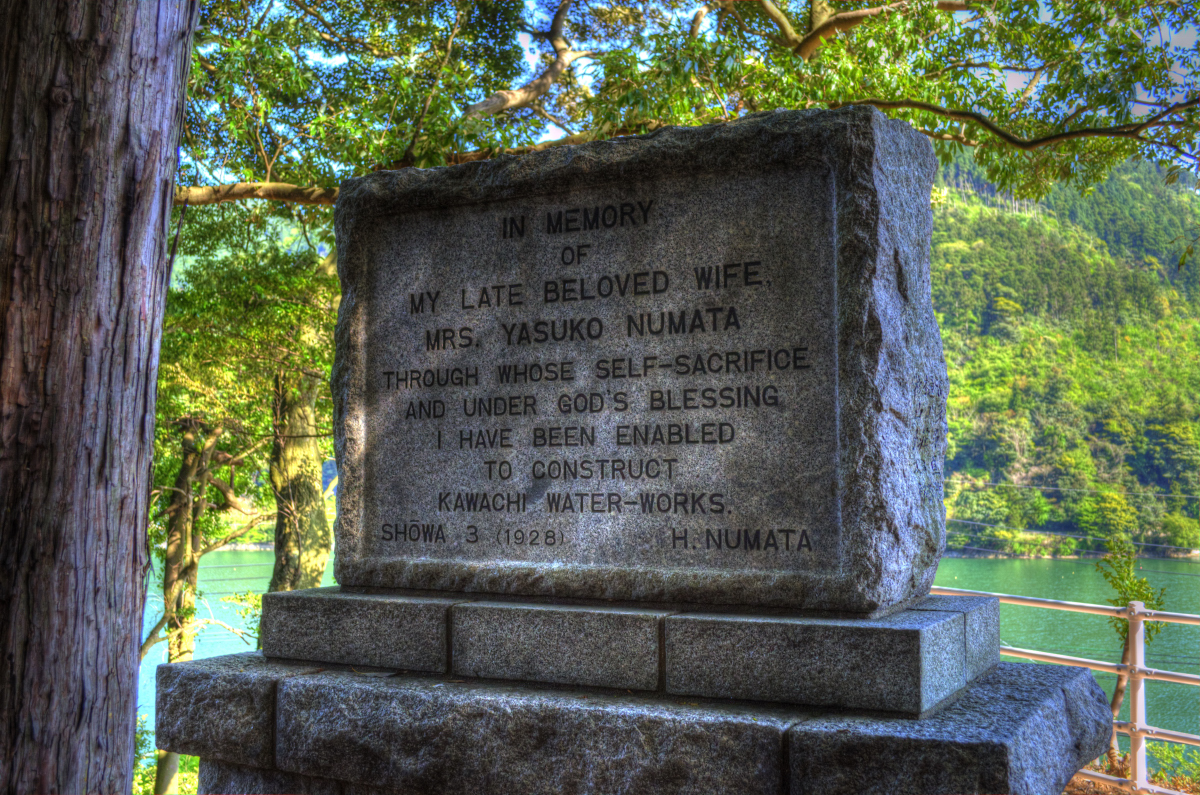 IN MEMORY
OF
MY LATE BELOVED WIFE,
MRS. YASUKO NUMATA
THROUGH WHOSE SELF-SACRIFICE
AND UNDER GOD'S BLESSING
I HAVE BEEN ENABLED
TO CONSTRUCT
KAWACHI WATER-WORKS.
SHŌWA 3 (1928) H. NUMATA